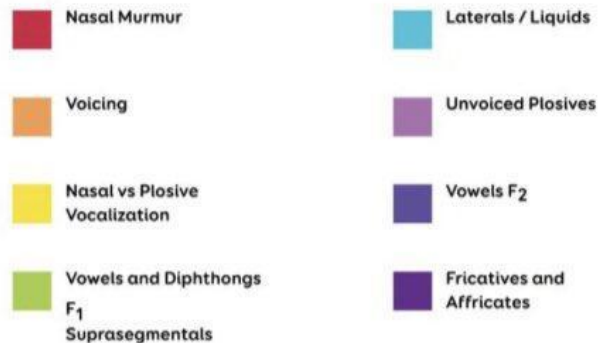 Nasal Murmur
Voicing
Nasal vs Plosive
Vocalization
Vowels and Diphthongs
F1
Suprasegmentals
Laterals / Liquids
Unvoiced Plosives
Vowels F2
Fricatives and
Affricates